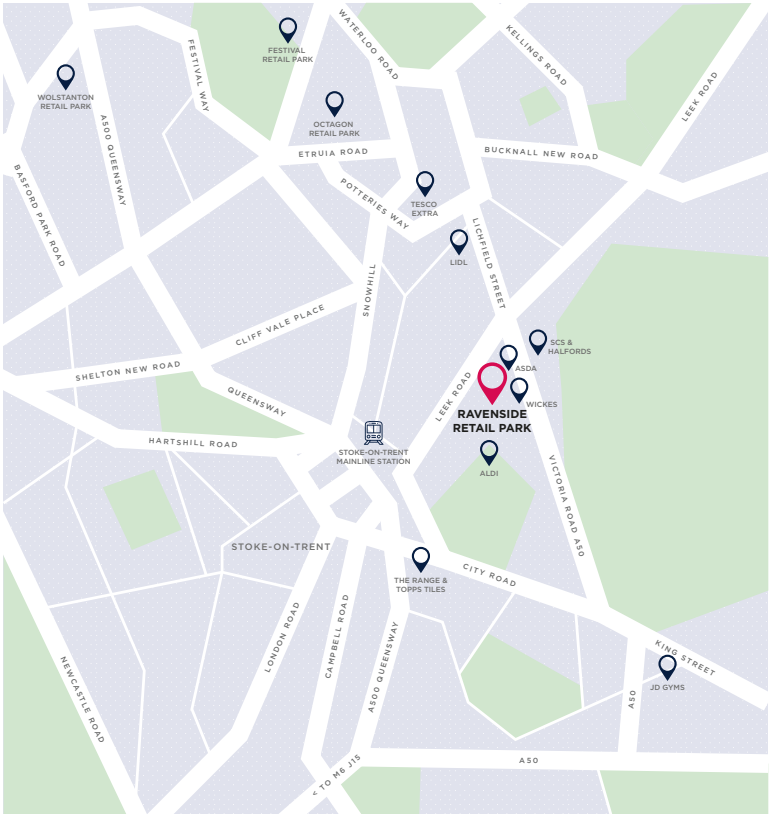 FESTIVAL
RETAIL PARK
WATERLOO ROAD
KELLINGS ROAD
FESTIVAL WAY
LEEK ROAD
WOLSTANTON
RETAIL PARK
OCTAGON
RETAIL PARK
A500 QUEENSWAY
ETRUIA ROAD
BUCKNALL NEW ROAD
BASFORD PARK ROAD
POTTERIES WAY
TESCO
EXTRA
LICHFIELD STREET
LIDL
SNOWHILL
CLIFF VALE PLACE
SCS &
HALFORDS
ASDA
SHELTON NEW ROAD
LEEK ROAD
QUEENSWAY
WICKES
RAVENSIDE
RETAIL PARK
HARTSHILL ROAD
STOKE-ON-TRENT
MAINLINE STATION
ALDI
VICTORIA ROAD A50
STOKE-ON-TRENT
THE RANGE &
TOPPS TILES
CITY ROAD
LONDON ROAD
CAMPBELL ROAD
A500 QUEENSWAY
NEWCASTLE ROAD
KING STREET
JD GYMS
A50
A50
< TO M6 J15